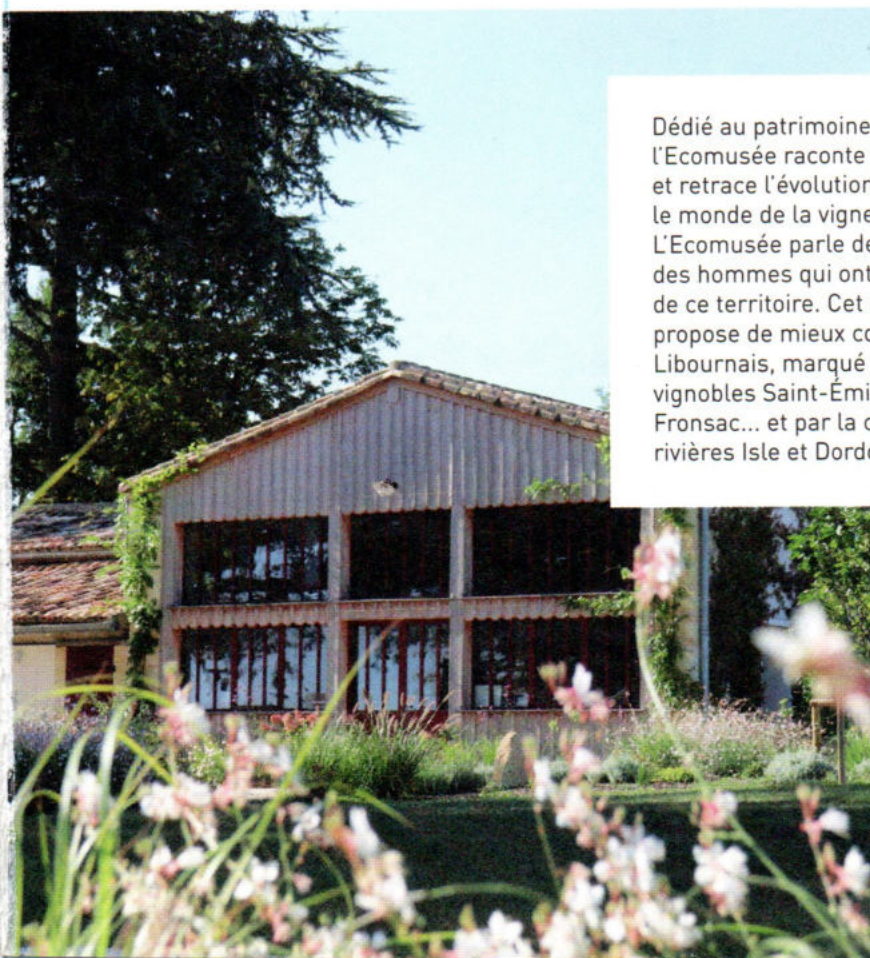 Dédié au patrimoine
l'Ecomusée raconte
et retrace l'évolution
le monde de la vigne
L'Ecomusée parle de
des hommes qui ont
de ce territoire. Cet
propose de mieux
Libournais, marqué
vignobles
Fronsac... et par la
rivières Isle et